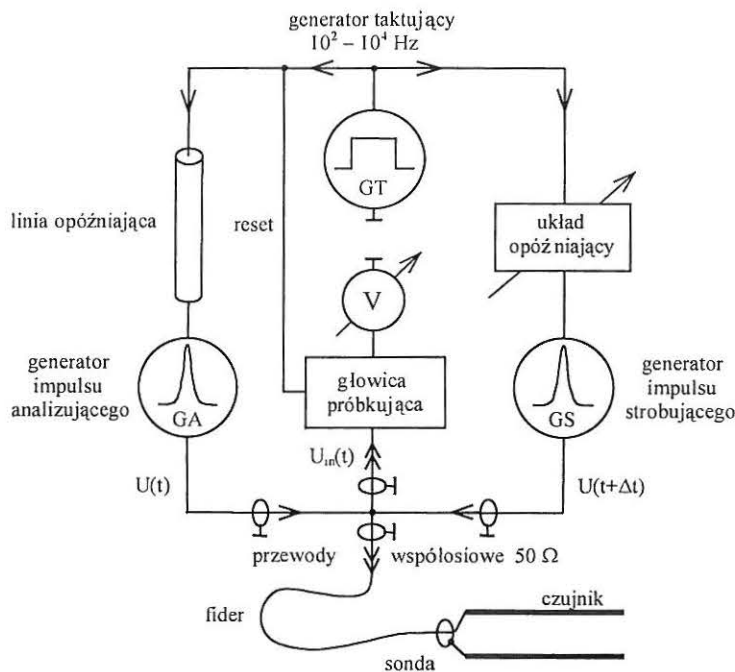 generator taktujący
10² – 10⁴ Hz
GT
linia opóźniająca
reset
układ
opóźniający
V
generator
impulsu
analizującego
GA
głowica
próbkująca
GS
generator
impulsu
strobującego
U(t)
Uin(t)
U(t+Δt)
przewody
współosiowe 50 Ω
fider
czujnik
sonda